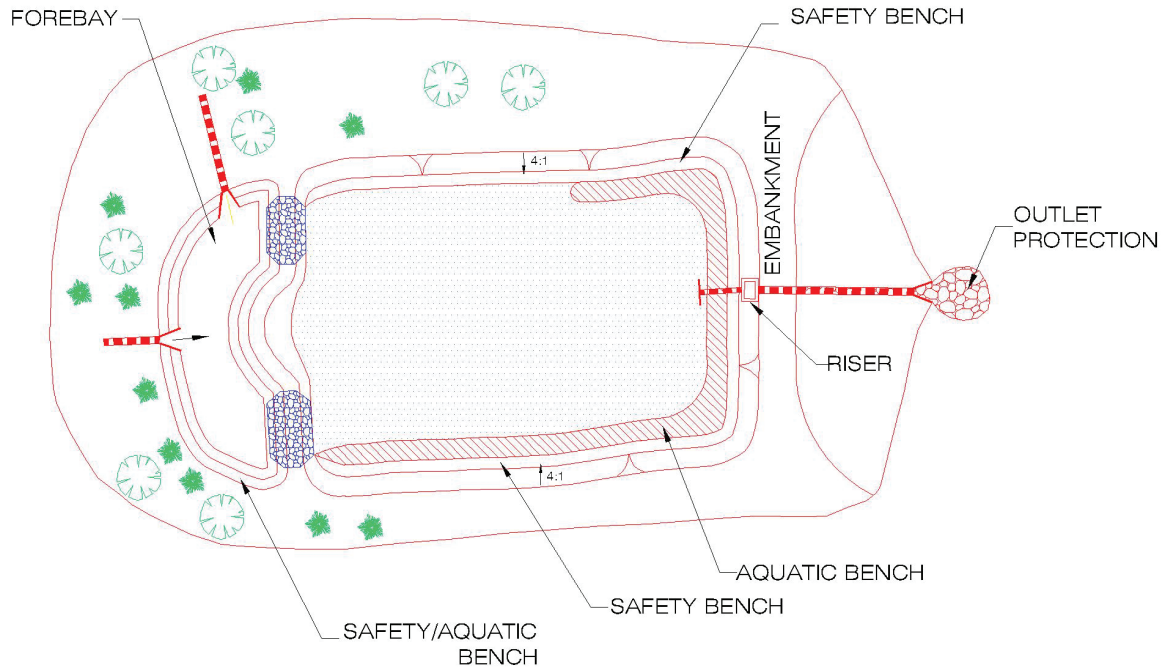 FOREBAY
SAFETY BENCH
4:1
EMBANKMENT
OUTLET
PROTECTION
RISER
4:1
AQUATIC BENCH
SAFETY BENCH
SAFETY/AQUATIC
BENCH